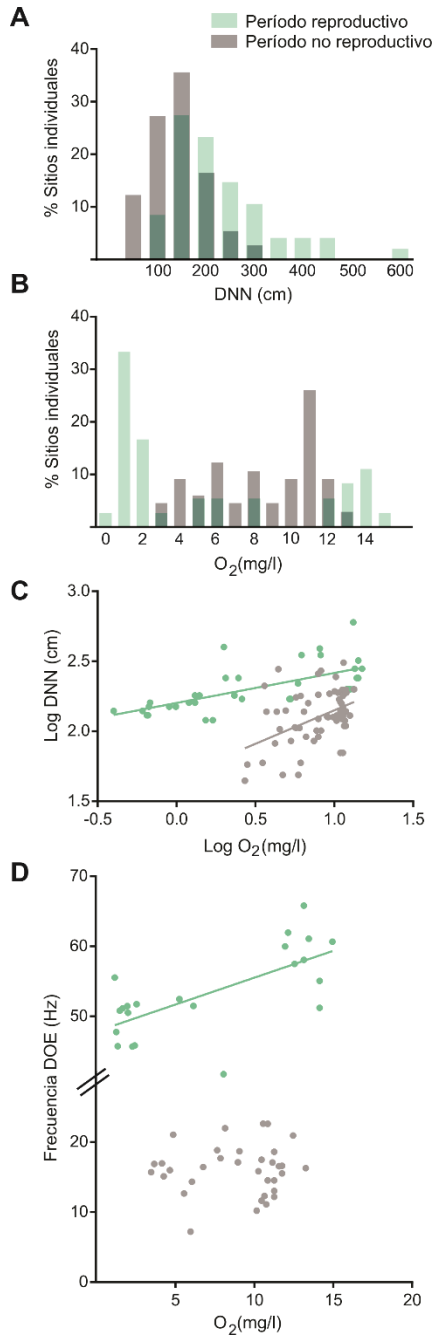 A
Período reproductivo
Período no reproductivo
40
30
20
10
% Sitios individuales
100 200 300 400 500 600
DNN (cm)
B
40
30
20
10
% Sitios individuales
0 2 4 6 8 10 12 14
O2(mg/l)
C
3.0
2.5
2.0
1.5
Log DNN (cm)
-0.5 0.0 0.5 1.0 1.5
Log O2(mg/l)
D
70
60
50
20
10
0
Frecuencia DOE (Hz)
5 10 15 20
O2(mg/l)